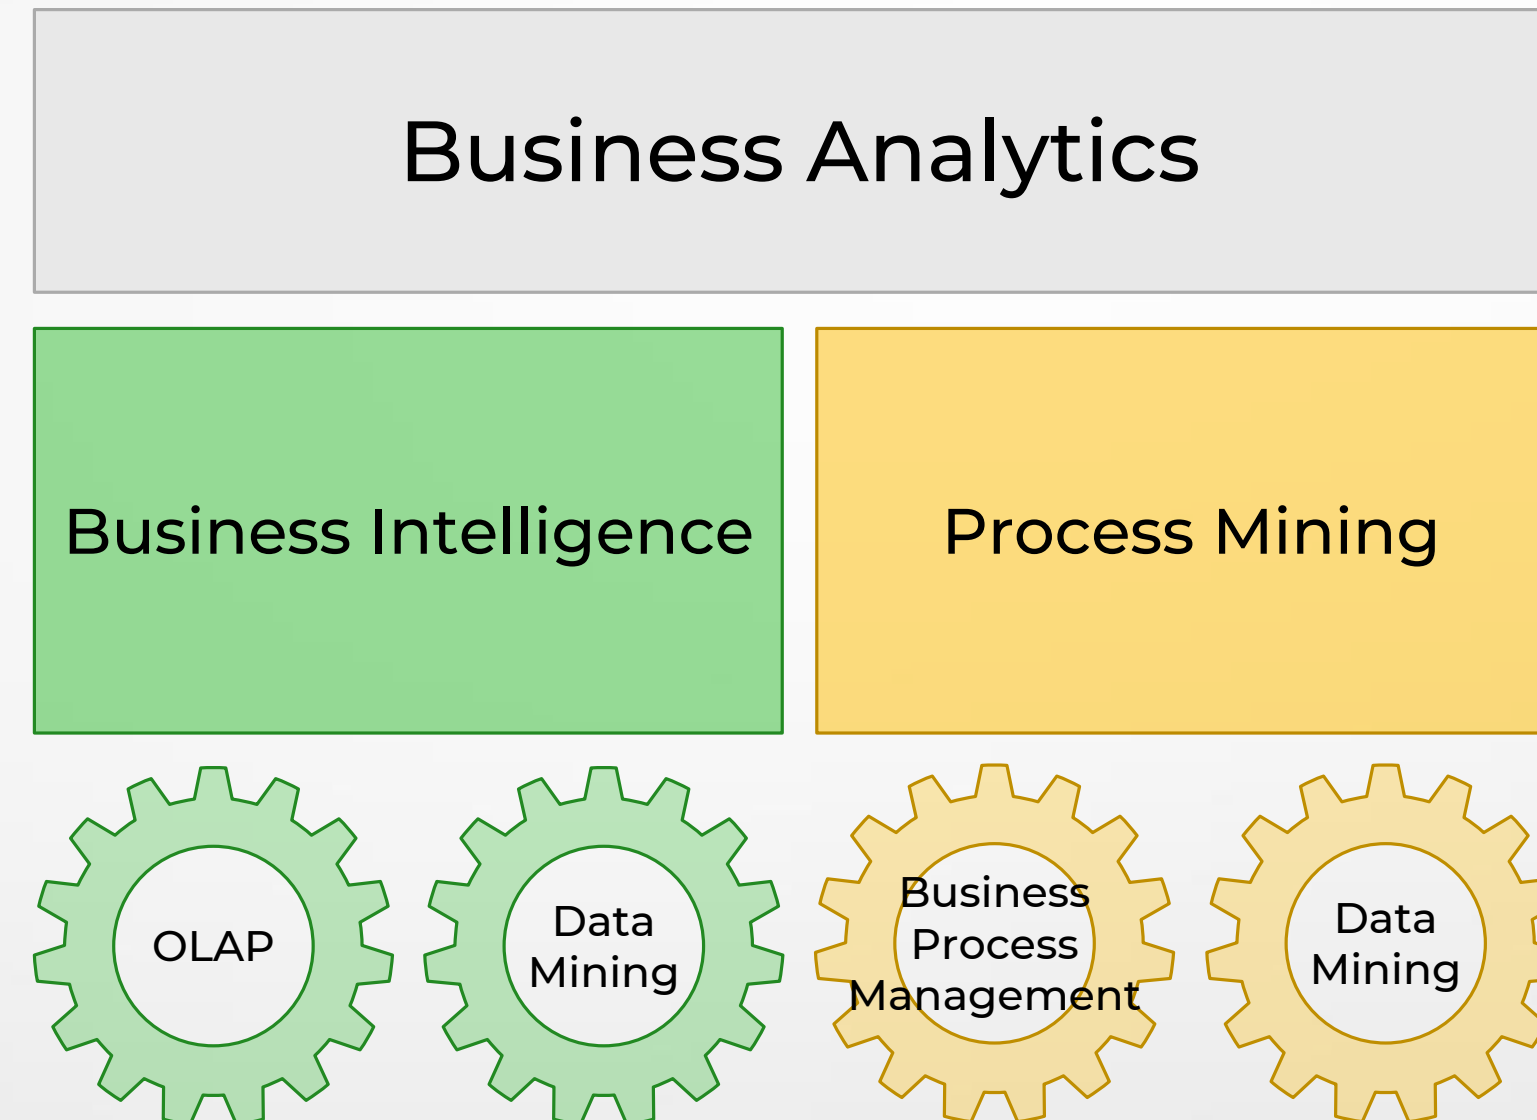 Business Analytics
Business Intelligence
Process Mining
OLAP
Data
Mining
Business
Process
Management
Data
Mining